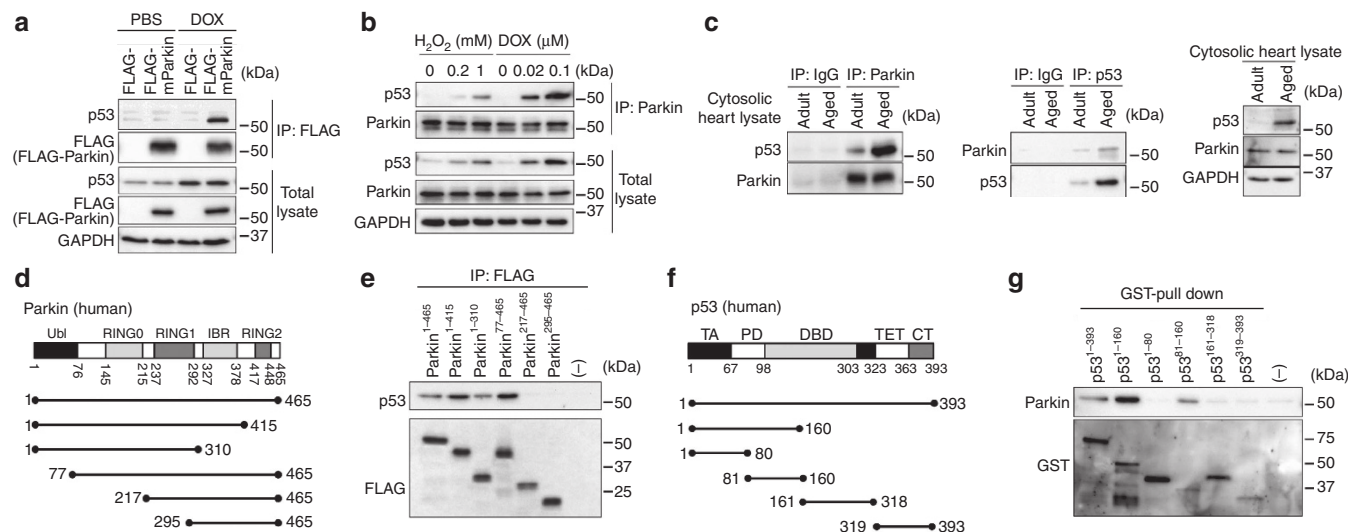 a
PBS DOX
FLAG-
FLAG-mParkin
FLAG-
FLAG-mParkin
(kDa)
p53
–50
IP: FLAG
FLAG
(FLAG-Parkin)
–50
p53
–50
Total lysate
FLAG
(FLAG-Parkin)
–50
GAPDH
–37
b
H2O2 (mM) DOX (μM)
0 0.2 1 0 0.02 0.1 (kDa)
p53
–50
IP: Parkin
Parkin
–50
p53
–50
Total lysate
Parkin
–50
GAPDH
–37
c
IP: IgG IP: Parkin
Cytosolic
heart lysate
Adult Aged Adult Aged (kDa)
p53
–50
Parkin
–50
IP: IgG IP: p53
Adult Aged Adult Aged (kDa)
Parkin
–50
p53
–50
Cytosolic heart lysate
Adult Aged (kDa)
p53
–50
Parkin
–50
GAPDH
–37
d
Parkin (human)
Ubl RING0 RING1 IBR RING2
1 76 145 215 237 292 327 378 417 448 465
1 465
1 415
1 310
77 465
217 465
295 465
e
IP: FLAG
Parkin1–465
Parkin1–415
Parkin1–310
Parkin77–465
Parkin217–465
Parkin295–465
(–)
(kDa)
p53
–50
FLAG
–50
–37
–25
f
p53 (human)
TA PD DBD TET CT
1 67 98 303 323 363 393
1 393
1 160
1 80
81 160
161 318
319 393
g
GST-pull down
p531–393
p531–160
p531–80
p5381–160
p53161–318
p53319–393
(–)
(kDa)
Parkin
–50
GST
–75
–50
–37